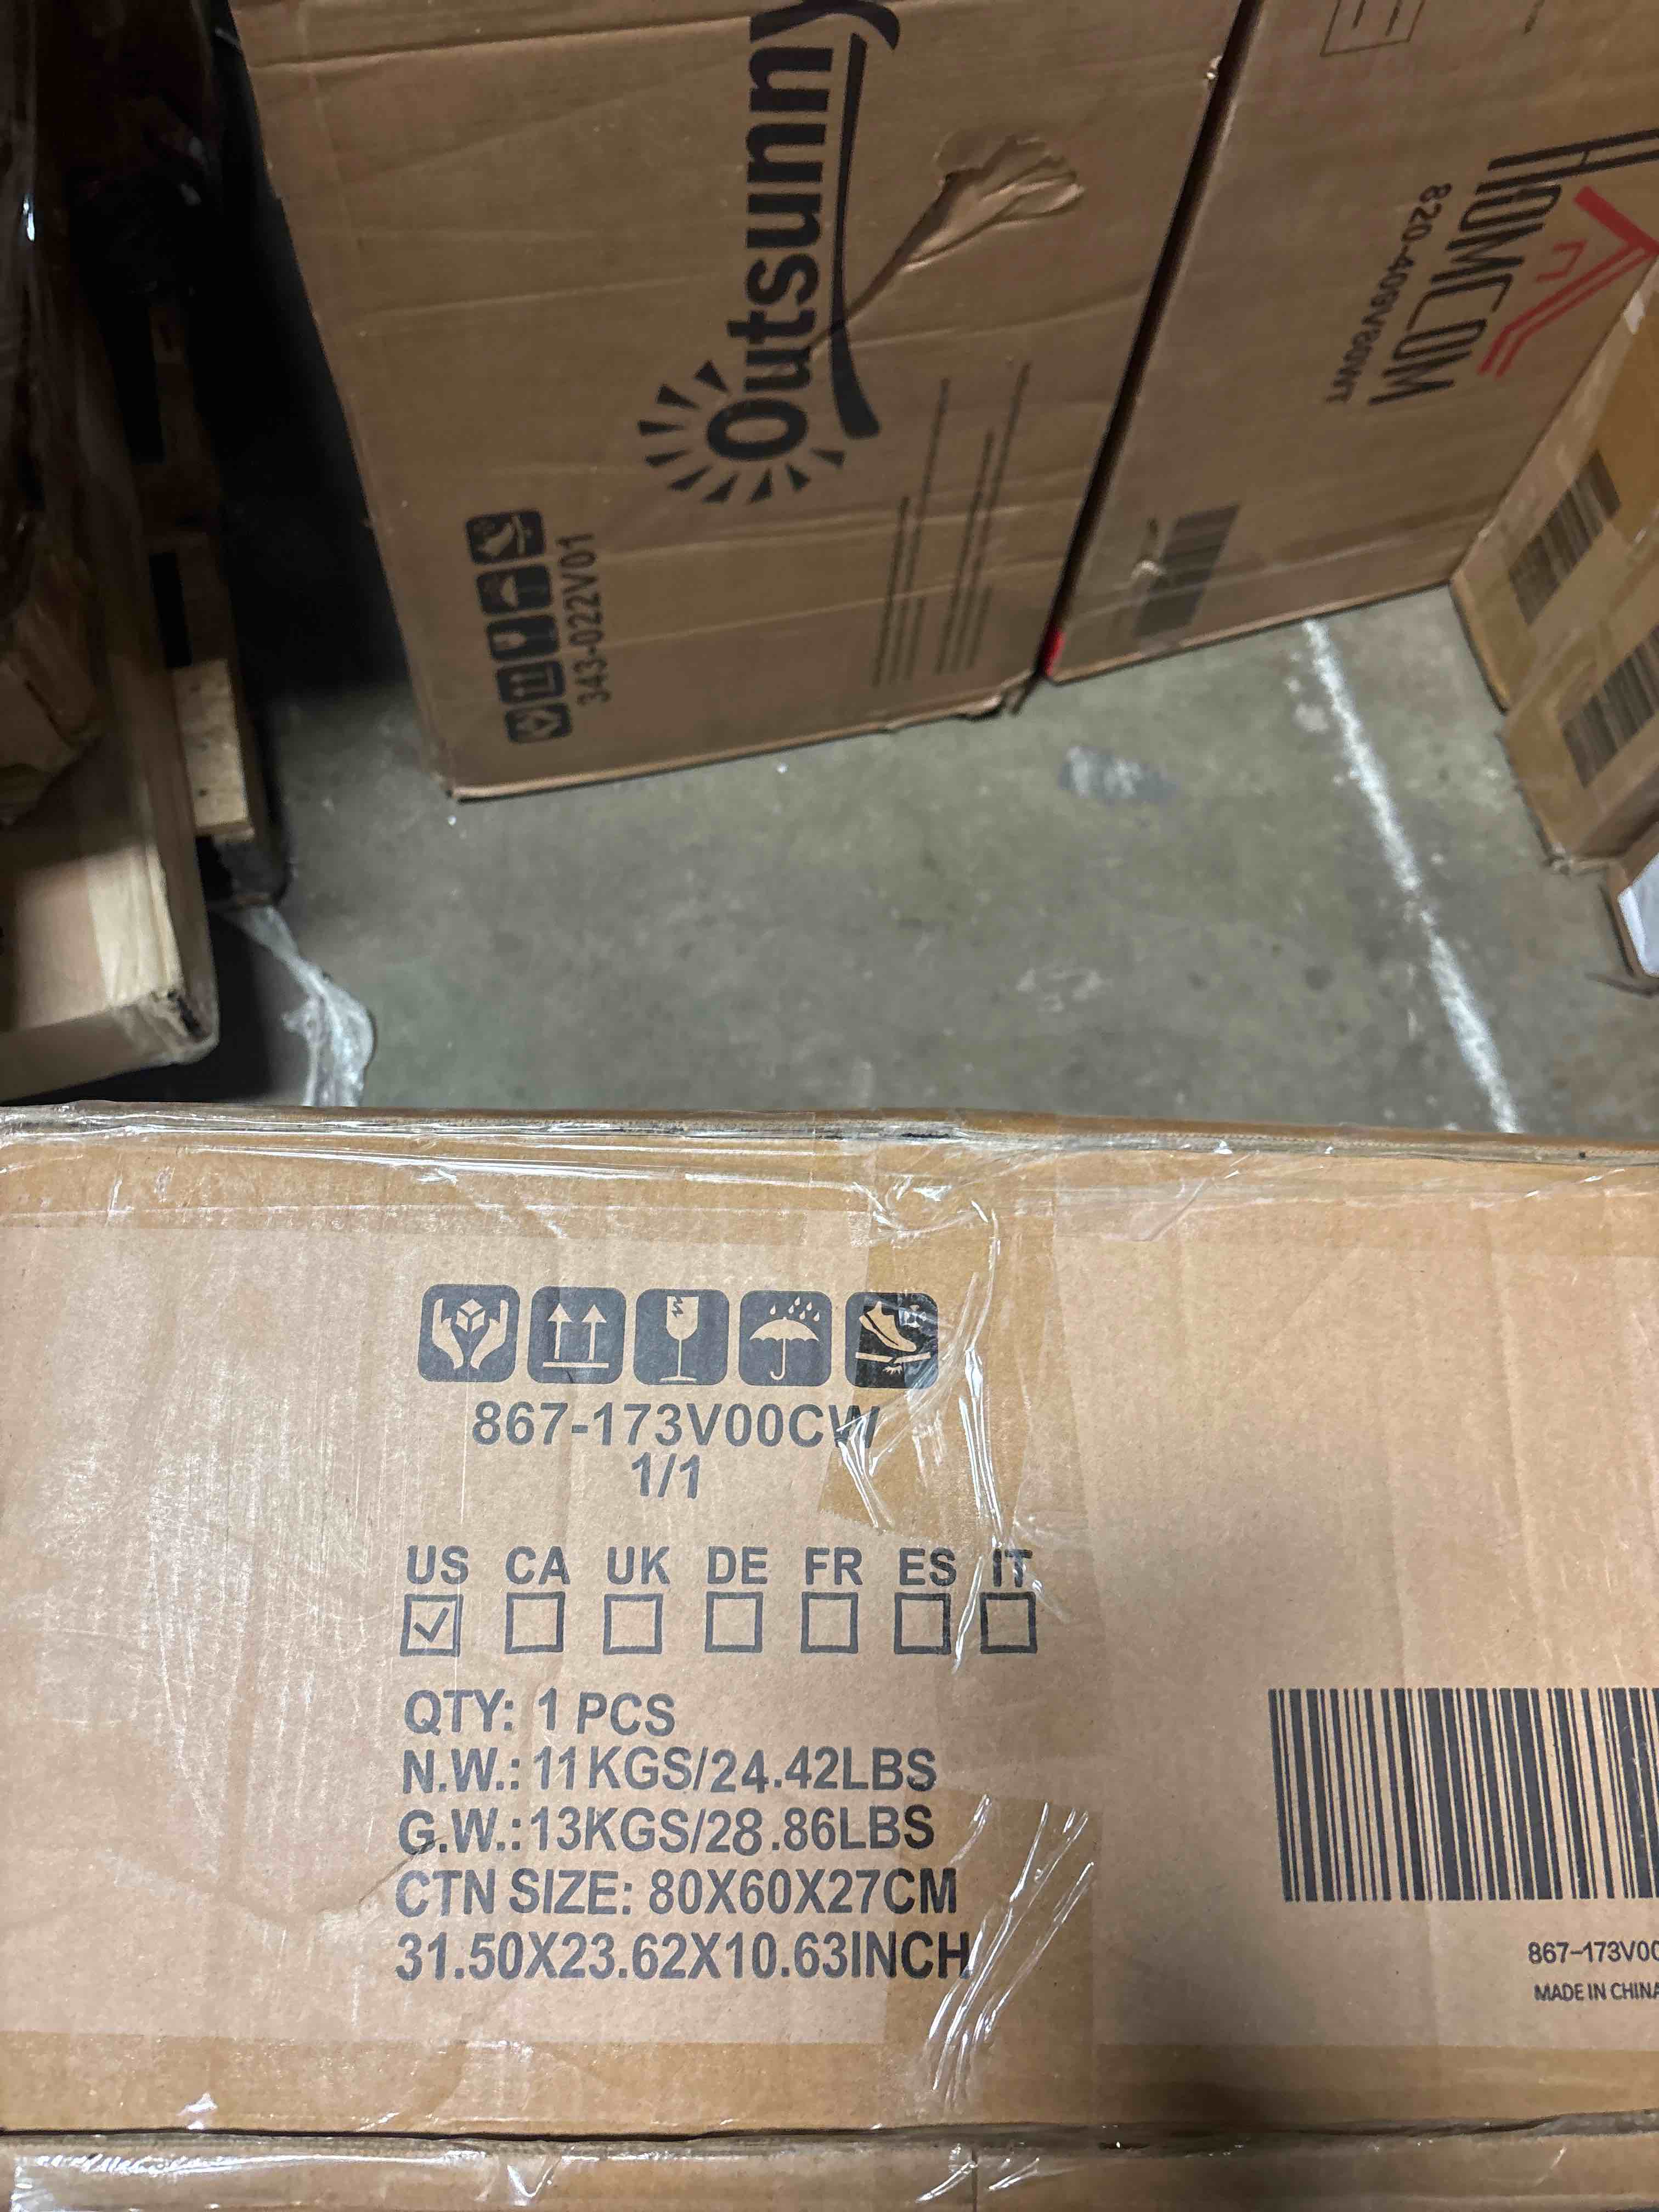 Outsunny
343-022V01
HOMCOM
820-409V80WT
867-173V00CW
1/1
US CA UK DE FR ES IT
QTY: 1 PCS
N.W.: 11KGS/24.42LBS
G.W.: 13KGS/28.86LBS
CTN SIZE: 80X60X27CM
31.50X23.62X10.63INCH
867-173V00
MADE IN CHINA